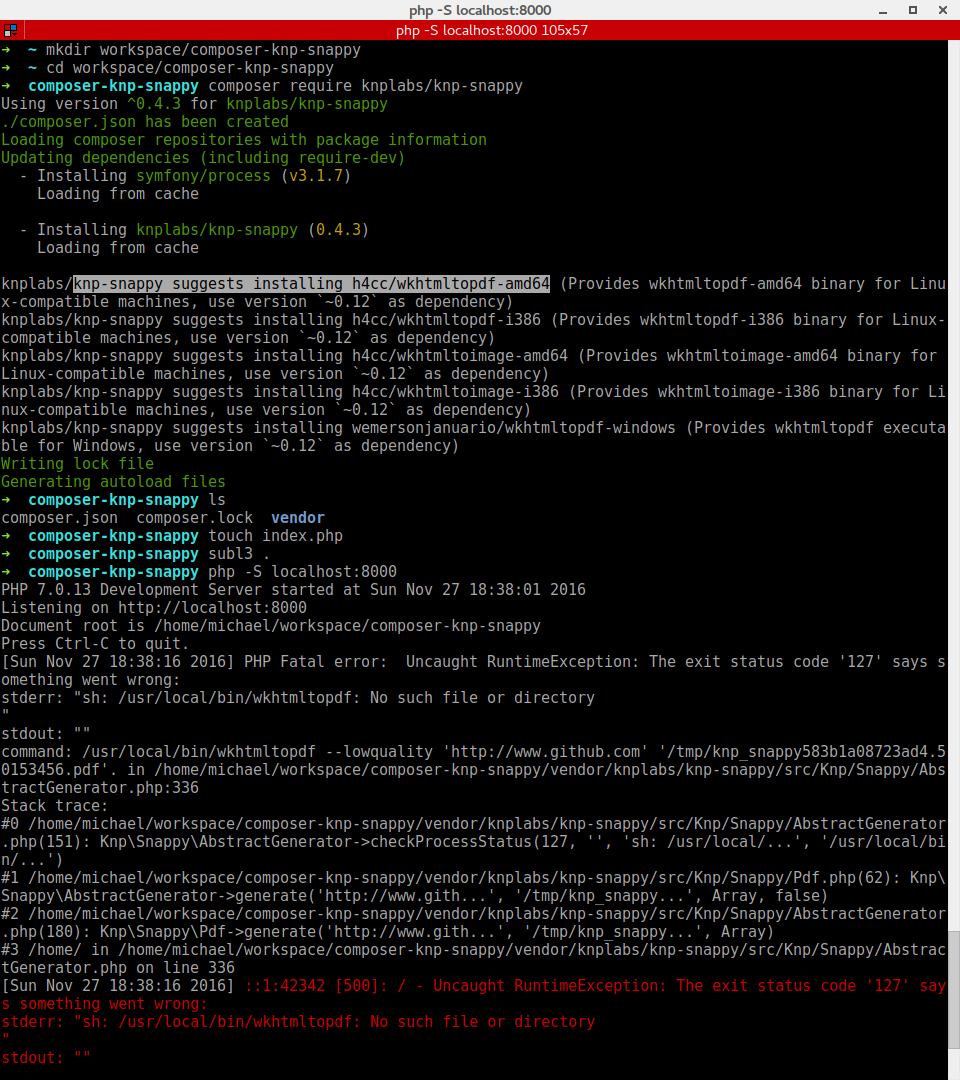 php -S localhost:8000
php -S localhost:8000 105x57
➜  ~ mkdir workspace/composer-knp-snappy
➜  ~ cd workspace/composer-knp-snappy
➜  composer-knp-snappy composer require knplabs/knp-snappy
Using version ^0.4.3 for knplabs/knp-snappy
./composer.json has been created
Loading composer repositories with package information
Updating dependencies (including require-dev)
  - Installing symfony/process (v3.1.7)
    Loading from cache
  - Installing knplabs/knp-snappy (0.4.3)
    Loading from cache
knplabs/knp-snappy suggests installing h4cc/wkhtmltopdf-amd64 (Provides wkhtmltopdf-amd64 binary for Linu
x-compatible machines, use version `~0.12` as dependency)
knplabs/knp-snappy suggests installing h4cc/wkhtmltopdf-i386 (Provides wkhtmltopdf-i386 binary for Linux-
compatible machines, use version `~0.12` as dependency)
knplabs/knp-snappy suggests installing h4cc/wkhtmltoimage-amd64 (Provides wkhtmltoimage-amd64 binary for
Linux-compatible machines, use version `~0.12` as dependency)
knplabs/knp-snappy suggests installing h4cc/wkhtmltoimage-i386 (Provides wkhtmltoimage-i386 binary for Li
nux-compatible machines, use version `~0.12` as dependency)
knplabs/knp-snappy suggests installing wemersonjanuario/wkhtmltopdf-windows (Provides wkhtmltopdf executa
ble for Windows, use version `~0.12` as dependency)
Writing lock file
Generating autoload files
➜  composer-knp-snappy ls
composer.json  composer.lock  vendor
➜  composer-knp-snappy touch index.php
➜  composer-knp-snappy subl3 .
➜  composer-knp-snappy php -S localhost:8000
PHP 7.0.13 Development Server started at Sun Nov 27 18:38:01 2016
Listening on http://localhost:8000
Document root is /home/michael/workspace/composer-knp-snappy
Press Ctrl-C to quit.
[Sun Nov 27 18:38:16 2016] PHP Fatal error:  Uncaught RuntimeException: The exit status code '127' says s
omething went wrong:
stderr: "sh: /usr/local/bin/wkhtmltopdf: No such file or directory
"
stdout: ""
command: /usr/local/bin/wkhtmltopdf --lowquality 'http://www.github.com' '/tmp/knp_snappy583b1a08723ad4.5
0153456.pdf'. in /home/michael/workspace/composer-knp-snappy/vendor/knplabs/knp-snappy/src/Knp/Snappy/Abs
tractGenerator.php:336
Stack trace:
#0 /home/michael/workspace/composer-knp-snappy/vendor/knplabs/knp-snappy/src/Knp/Snappy/AbstractGenerator
.php(151): Knp\Snappy\AbstractGenerator->checkProcessStatus(127, '', 'sh: /usr/local/...', '/usr/local/bi
n/...')
#1 /home/michael/workspace/composer-knp-snappy/vendor/knplabs/knp-snappy/src/Knp/Snappy/Pdf.php(62): Knp\
Snappy\AbstractGenerator->generate('http://www.gith...', '/tmp/knp_snappy...', Array, false)
#2 /home/michael/workspace/composer-knp-snappy/vendor/knplabs/knp-snappy/src/Knp/Snappy/AbstractGenerator
.php(180): Knp\Snappy\Pdf->generate('http://www.gith...', '/tmp/knp_snappy...', Array)
#3 /home/ in /home/michael/workspace/composer-knp-snappy/vendor/knplabs/knp-snappy/src/Knp/Snappy/Abstrac
tGenerator.php on line 336
[Sun Nov 27 18:38:16 2016] ::1:42342 [500]: / - Uncaught RuntimeException: The exit status code '127' say
s something went wrong:
stderr: "sh: /usr/local/bin/wkhtmltopdf: No such file or directory
"
stdout: ""